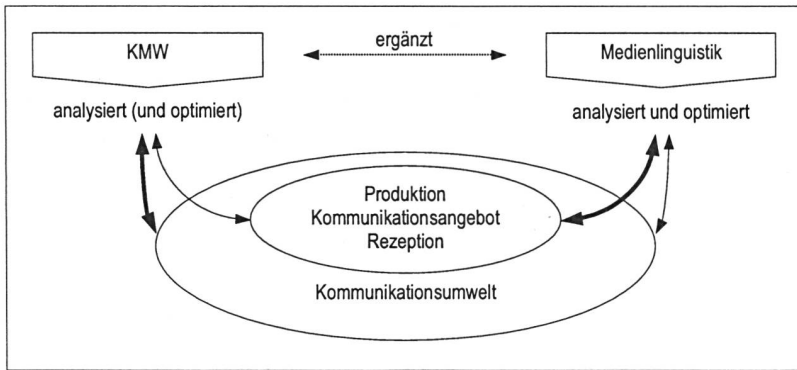 ergänzt
KMW
Medienlinguistik
analysiert (und optimiert)
analysiert und optimiert
Produktion
Kommunikationsangebot
Rezeption
Kommunikationsumwelt